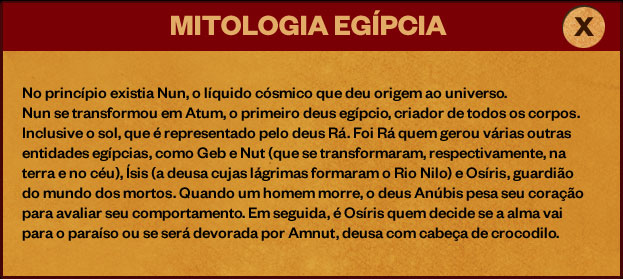 MITOLOGIA EGÍPCIA
X
No princípio existia Nun, o líquido cósmico que deu origem ao universo.
Nun se transformou em Atum, o primeiro deus egípcio, criador de todos os corpos.
Inclusive o sol, que é representado pelo deus Rá. Foi Rá quem gerou várias outras
entidades egípcias, como Geb e Nut (que se transformaram, respectivamente, na
terra e no céu), Ísis (a deusa cujas lágrimas formaram o Rio Nilo) e Osíris, guardião
do mundo dos mortos. Quando um homem morre, o deus Anúbis pesa seu coração
para avaliar seu comportamento. Em seguida, é Osíris quem decide se a alma vai
para o paraíso ou se será devorada por Amnut, deusa com cabeça de crocodilo.